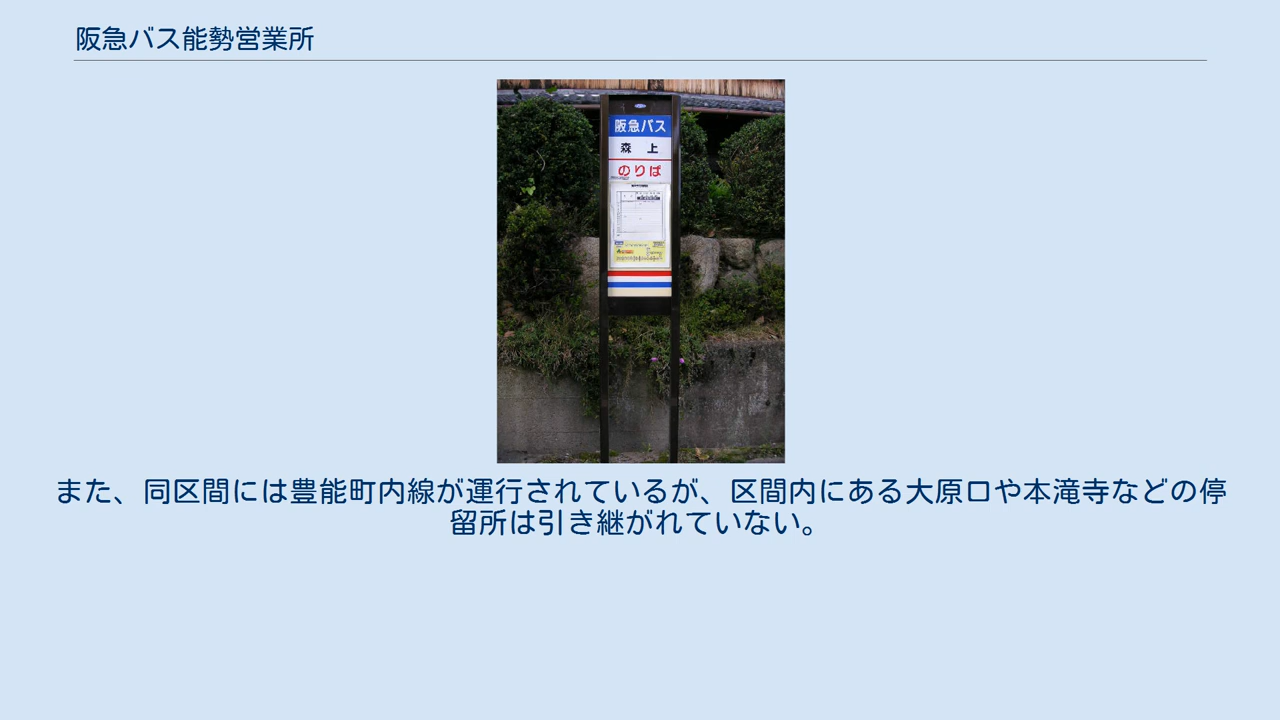 阪急バス能勢営業所
阪急バス
森上
のりば
また、同区間には豊能町内線が運行されているが、区間内にある大原口や本滝寺などの停
留所は引き継がれていない。